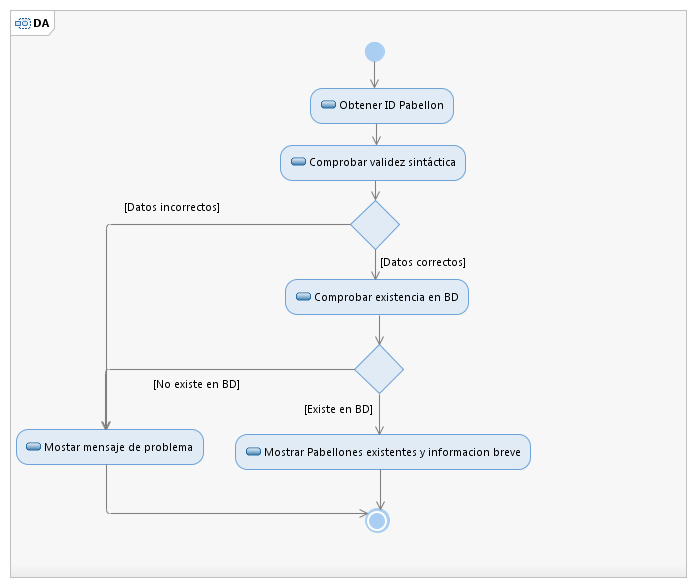 DA
Obtener ID Pabellon
Comprobar validez sintáctica
[Datos incorrectos]
[Datos correctos]
Comprobar existencia en BD
[No existe en BD]
[Existe en BD]
Mostar mensaje de problema
Mostrar Pabellones existentes y informacion breve